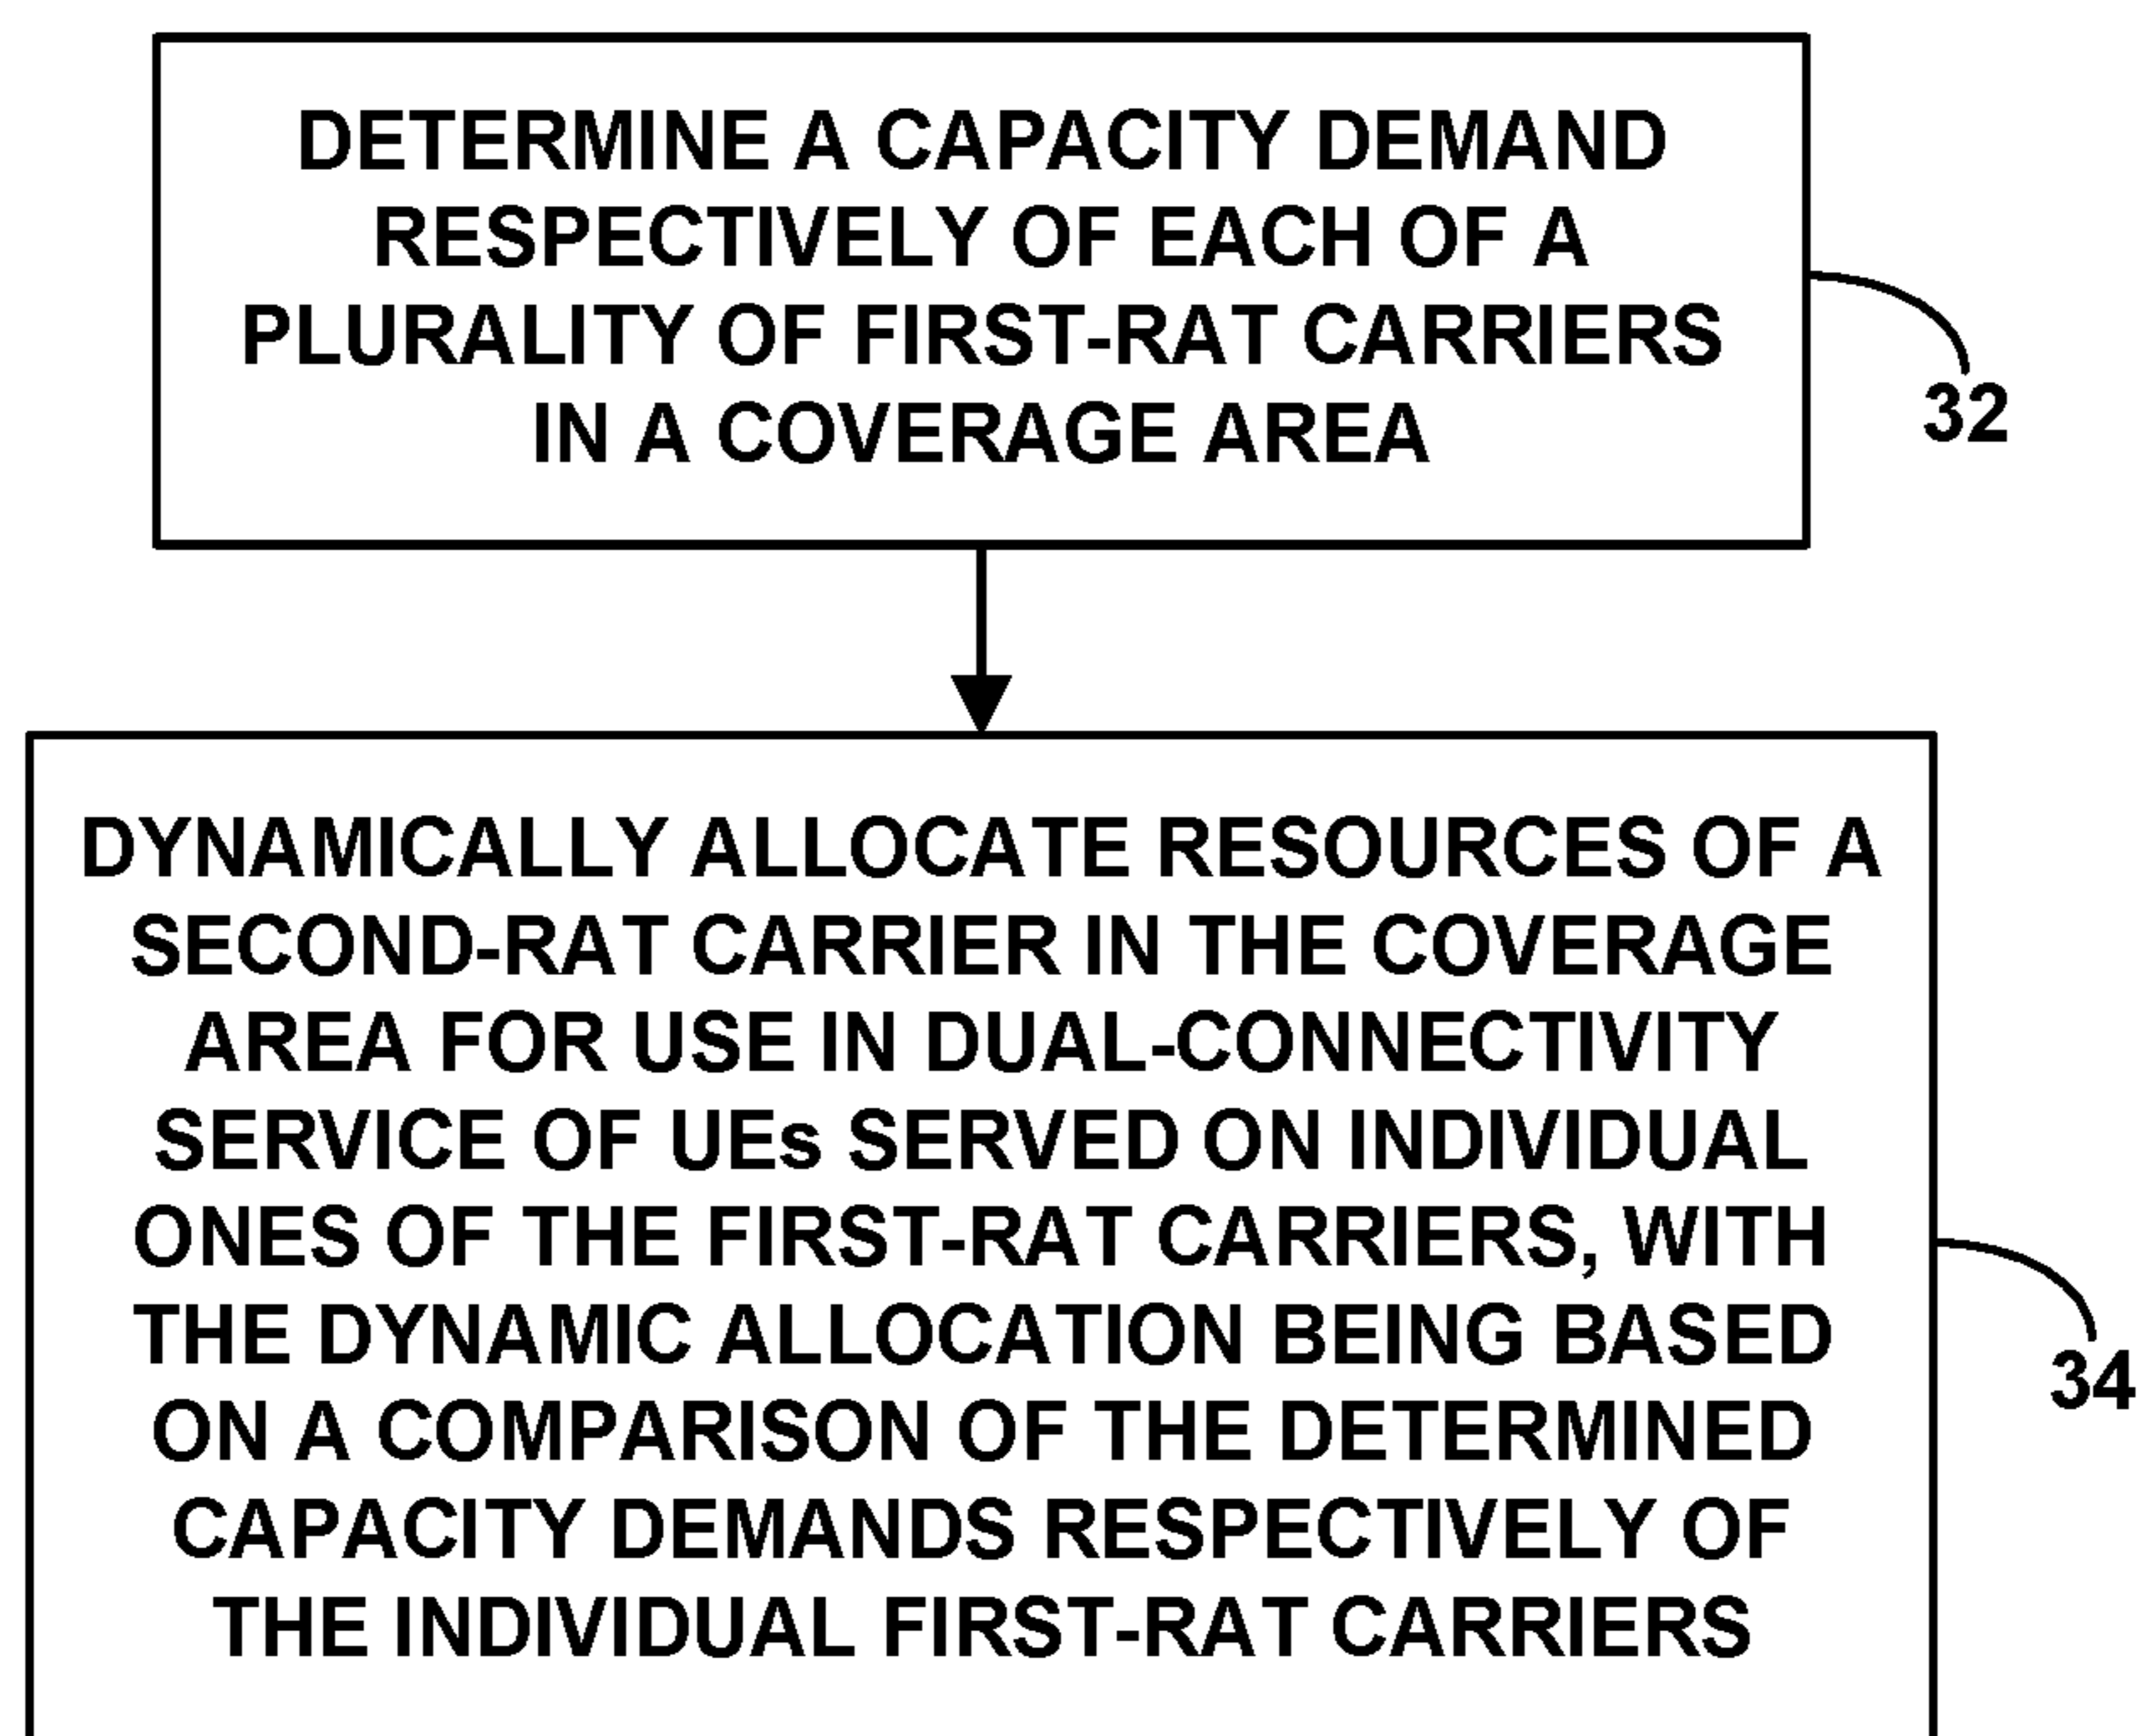 DETERMINE A CAPACITY DEMAND
RESPECTIVELY OF EACH OF A
PLURALITY OF FIRST-RAT CARRIERS
IN A COVERAGE AREA
32
DYNAMICALLY ALLOCATE RESOURCES OF A
SECOND-RAT CARRIER IN THE COVERAGE
AREA FOR USE IN DUAL-CONNECTIVITY
SERVICE OF UEs SERVED ON INDIVIDUAL
ONES OF THE FIRST-RAT CARRIERS, WITH
THE DYNAMIC ALLOCATION BEING BASED
ON A COMPARISON OF THE DETERMINED
CAPACITY DEMANDS RESPECTIVELY OF
THE INDIVIDUAL FIRST-RAT CARRIERS
34